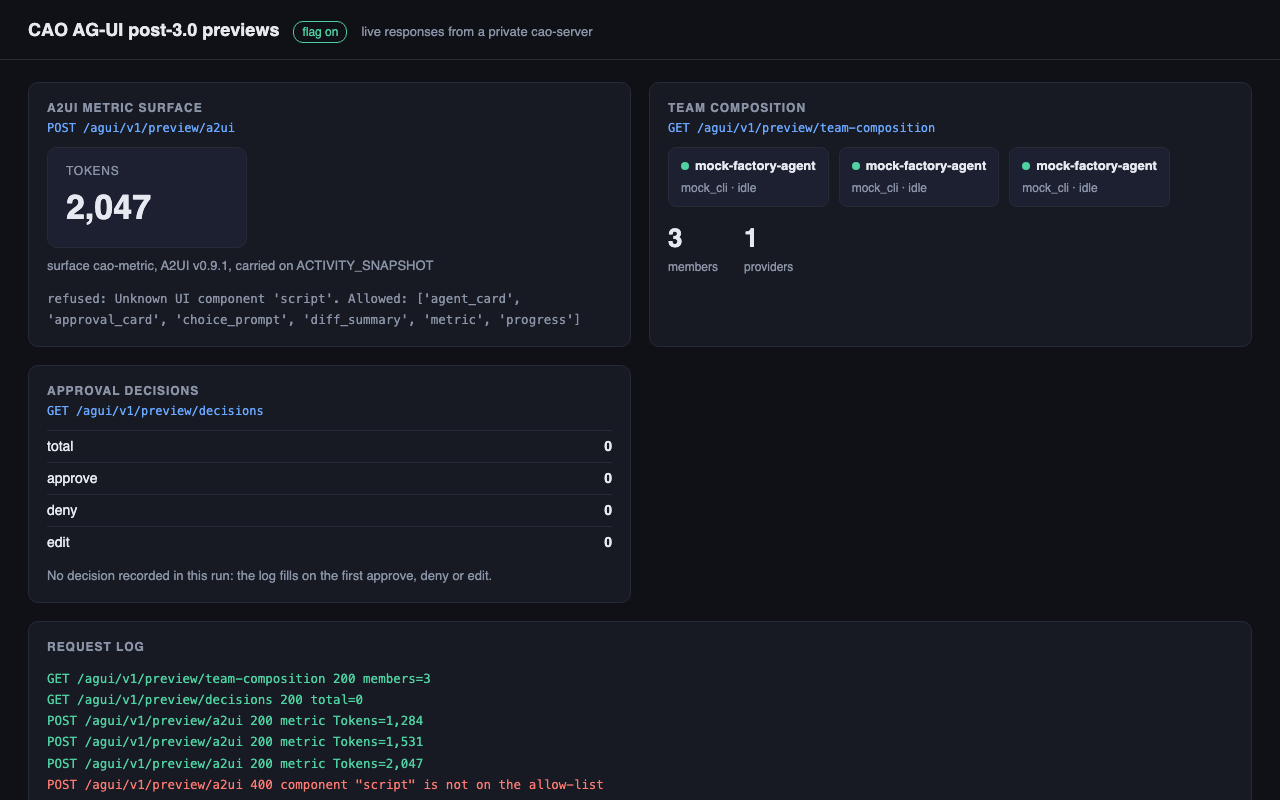 CAO AG-UI post-3.0 previews flag on live responses from a private cao-server
A2UI METRIC SURFACE
POST /agui/v1/preview/a2ui
TOKENS
2,047
surface cao-metric, A2UI v0.9.1, carried on ACTIVITY_SNAPSHOT
refused: Unknown UI component 'script'. Allowed: ['agent_card',
'approval_card', 'choice_prompt', 'diff_summary', 'metric', 'progress']
TEAM COMPOSITION
GET /agui/v1/preview/team-composition
mock-factory-agent
mock_cli · idle
mock-factory-agent
mock_cli · idle
mock-factory-agent
mock_cli · idle
3
members
1
providers
APPROVAL DECISIONS
GET /agui/v1/preview/decisions
total 0
approve 0
deny 0
edit 0
No decision recorded in this run: the log fills on the first approve, deny or edit.
REQUEST LOG
GET /agui/v1/preview/team-composition 200 members=3
GET /agui/v1/preview/decisions 200 total=0
POST /agui/v1/preview/a2ui 200 metric Tokens=1,284
POST /agui/v1/preview/a2ui 200 metric Tokens=1,531
POST /agui/v1/preview/a2ui 200 metric Tokens=2,047
POST /agui/v1/preview/a2ui 400 component "script" is not on the allow-list